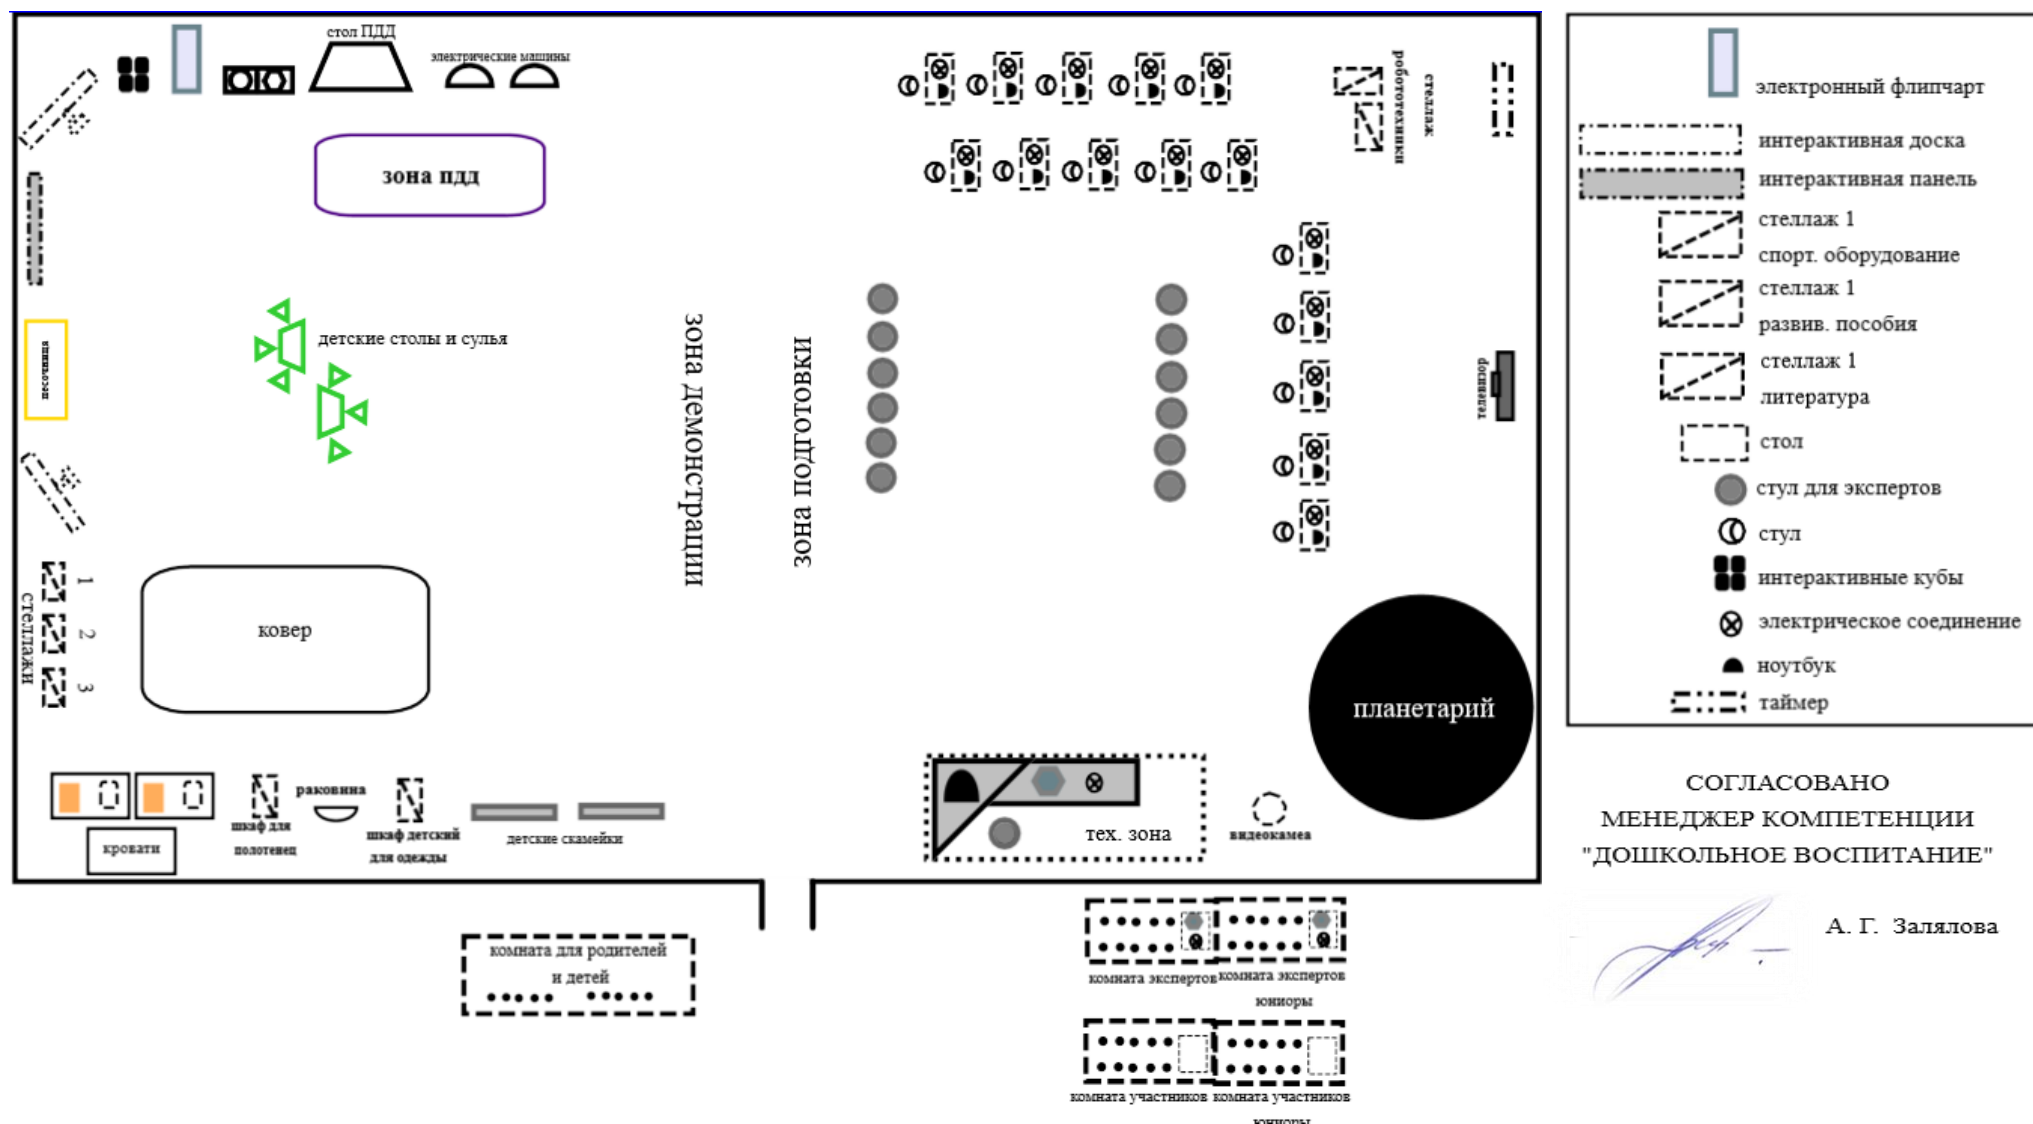 стол ПДД
электрические машины
зона пдд
детские столы и сулья
песочница
стеллажи
1
2
3
ковер
кровати
шкаф для
полотенец
раковина
шкаф детский
для одежды
детские скамейки
зона демонстрации
зона подготовки
стеллаж
робототехники
телевизор
планетарий
тех. зона
видеокамеа
комната для родителей
и детей
комната экспертов
комната экспертов
юниоры
комната участников
комната участников
юниоры
электронный флипчарт
интерактивная доска
интерактивная панель
стеллаж 1
спорт. оборудование
стеллаж 1
развив. пособия
стеллаж 1
литература
стол
стул для экспертов
стул
интерактивные кубы
электрическое соединение
ноутбук
таймер
СОГЛАСОВАНО
МЕНЕДЖЕР КОМПЕТЕНЦИИ
"ДОШКОЛЬНОЕ ВОСПИТАНИЕ"
А. Г. Залялова